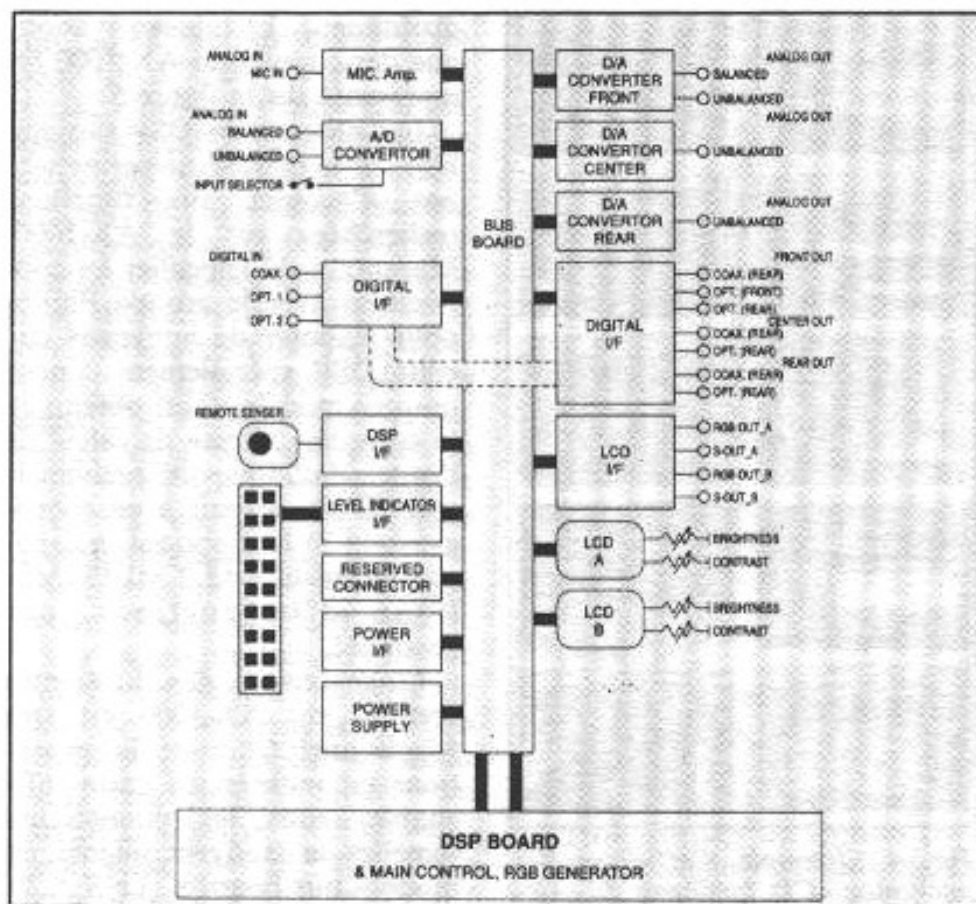 ANALOG IN
MIC IN
MIC. Amp.
ANALOG IN
BALANCED
UNBALANCED
INPUT SELECTOR
A/D
CONVERTOR
DIGITAL IN
COAX.
OPT. 1
OPT. 2
DIGITAL
I/F
REMOTE SENSER
DSP
I/F
LEVEL INDICATOR
I/F
RESERVED
CONNECTOR
POWER
I/F
POWER
SUPPLY
BUS
BOARD
D/A
CONVERTER
FRONT
ANALOG OUT
BALANCED
UNBALANCED
D/A
CONVERTOR
CENTER
ANALOG OUT
UNBALANCED
D/A
CONVERTOR
REAR
ANALOG OUT
UNBALANCED
DIGITAL
I/F
FRONT OUT
COAX. (REAR)
OPT. (FRONT)
OPT. (REAR)
CENTER OUT
COAX. (REAR)
OPT. (REAR)
REAR OUT
COAX. (REAR)
OPT. (REAR)
LCD
I/F
RGB OUT_A
S-OUT_A
RGB OUT_B
S-OUT_B
LCD
A
BRIGHTNESS
CONTRAST
LCD
B
BRIGHTNESS
CONTRAST
DSP BOARD
& MAIN CONTROL, RGB GENERATOR